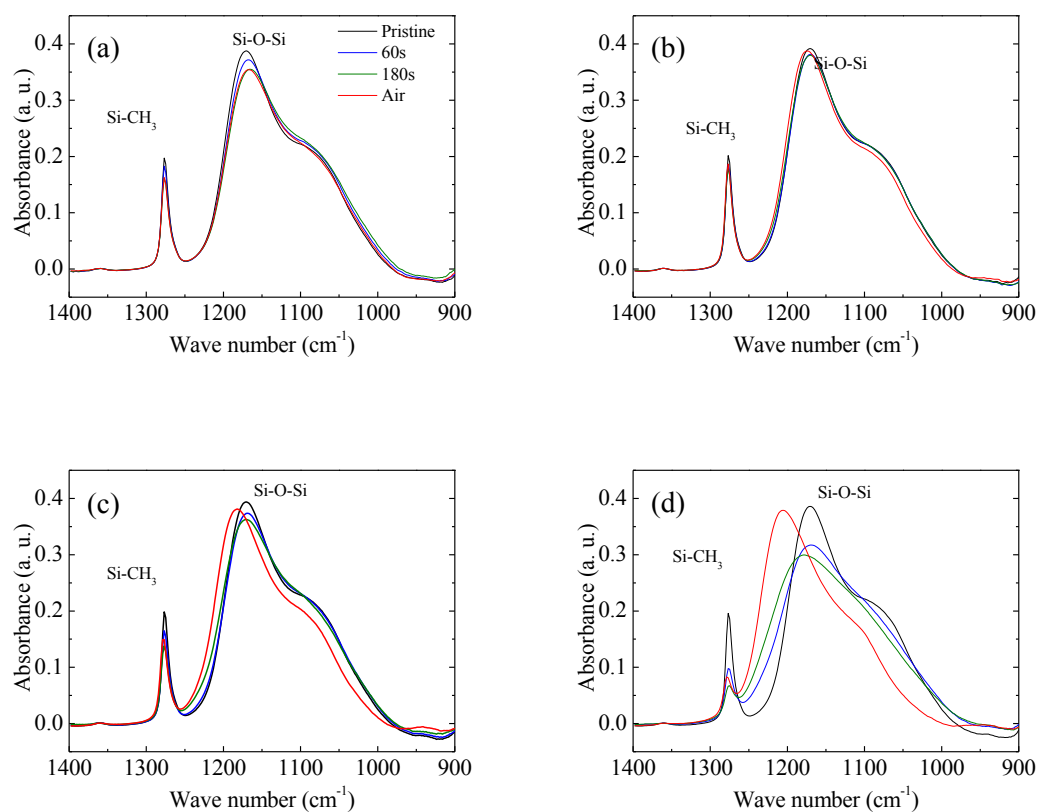 (a)
Si-O-Si
Si-CH3
Pristine
60s
180s
Air
0.4
0.3
0.2
0.1
0.0
Absorbance (a. u.)
1400 1300 1200 1100 1000 900
Wave number (cm-1)
(b)
Si-O-Si
Si-CH3
0.4
0.3
0.2
0.1
0.0
Absorbance (a. u.)
1400 1300 1200 1100 1000 900
Wave number (cm-1)
(c)
Si-O-Si
Si-CH3
0.4
0.3
0.2
0.1
0.0
Absorbance (a. u.)
1400 1300 1200 1100 1000 900
Wave number (cm-1)
(d)
Si-O-Si
Si-CH3
0.4
0.3
0.2
0.1
0.0
Absorbance (a. u.)
1400 1300 1200 1100 1000 900
Wave number (cm-1)